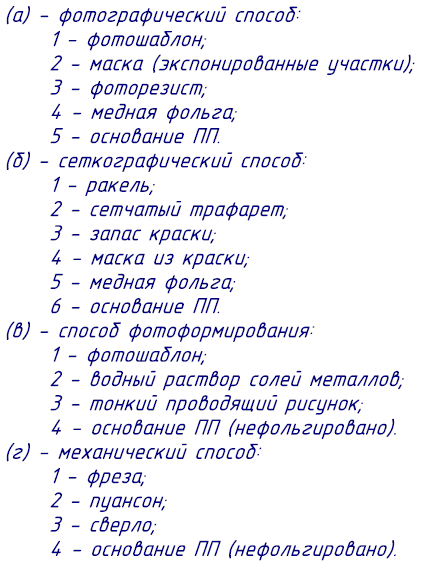 (а) – фотографический способ:
1 – фотошаблон;
2 – маска (экспонированные участки);
3 – фоторезист;
4 – медная фольга;
5 – основание ПП.
(б) – сеткографический способ:
1 – ракель;
2 – сетчатый трафарет;
3 – запас краски;
4 – маска из краски;
5 – медная фольга;
6 – основание ПП.
(в) – способ фотоформирования:
1 – фотошаблон;
2 – водный раствор солей металлов;
3 – тонкий проводящий рисунок;
4 – основание ПП (нефольгировано).
(г) – механический способ:
1 – фреза;
2 – пуансон;
3 – сверло;
4 – основание ПП (нефольгировано).